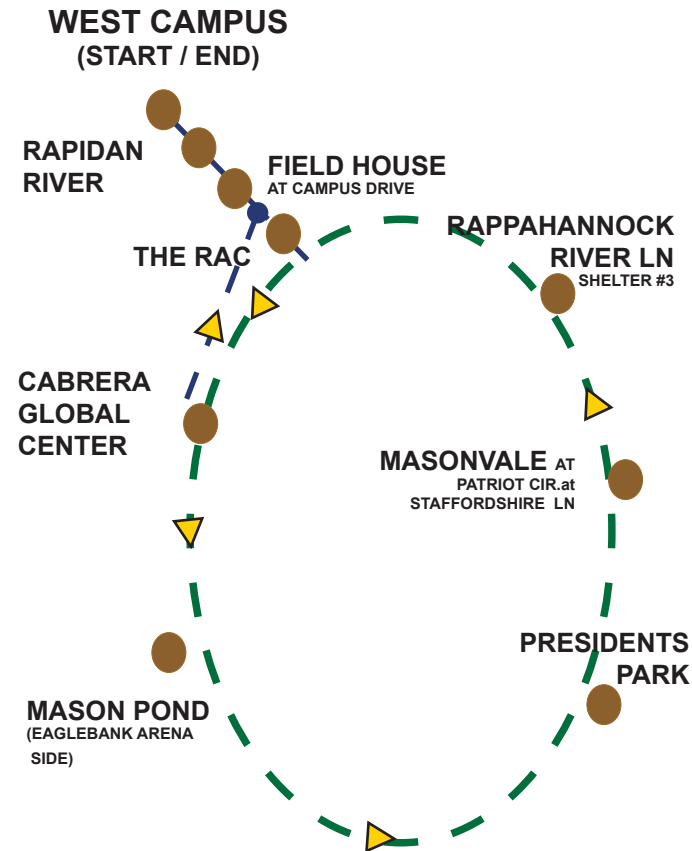 WEST CAMPUS
(START / END)
RAPIDAN
RIVER
FIELD HOUSE
AT CAMPUS DRIVE
THE RAC
RAPPAHANNOCK
RIVER LN
SHELTER #3
CABRERA
GLOBAL
CENTER
MASONVALE AT
PATRIOT CIR.at
STAFFORDSHIRE LN
PRESIDENTS
PARK
MASON POND
(EAGLEBANK ARENA
SIDE)